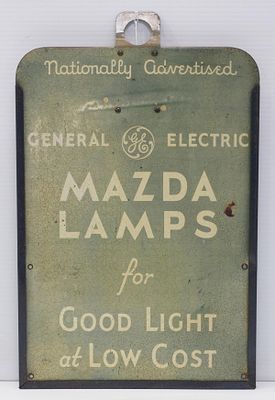 Nationally Advertised
GENERAL GE ELECTRIC
MAZDA
LAMPS
for
GOOD LIGHT
at LOW COST